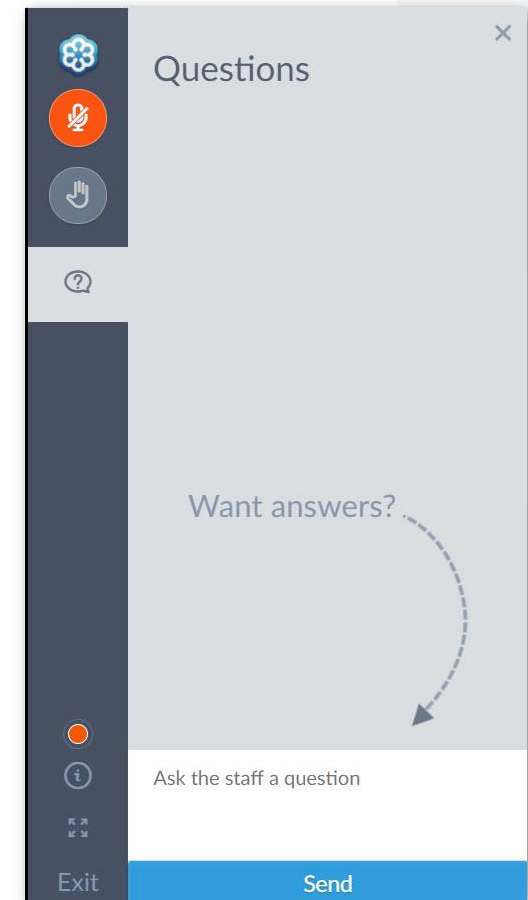 Questions
Want answers?
Ask the staff a question
Exit
Send